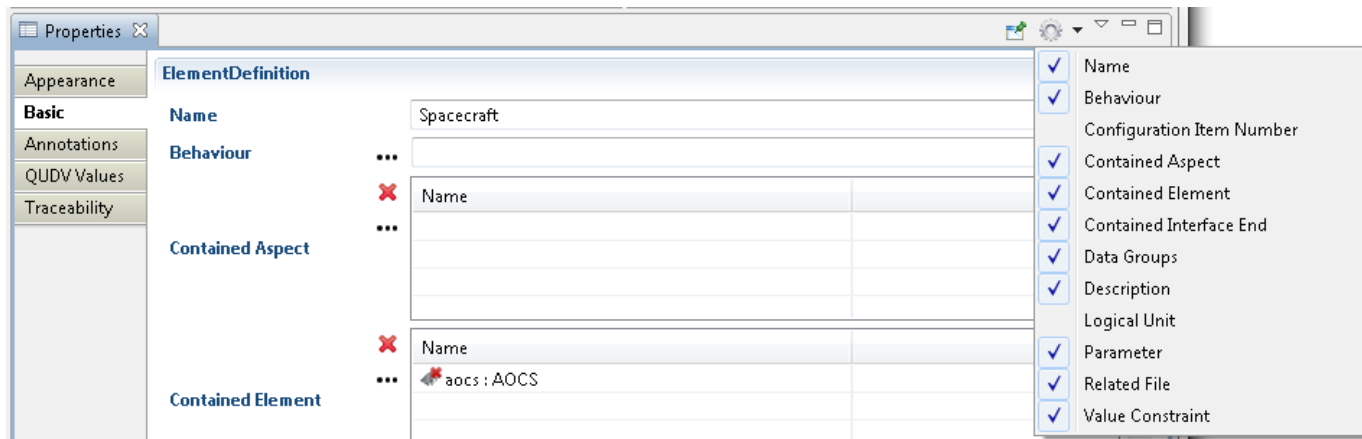 Properties
Appearance
Basic
Annotations
QUDV Values
Traceability
ElementDefinition
Name
Spacecraft
Behaviour
Name
Contained Aspect
Name
aocs : AOCS
Contained Element
Name
Behaviour
Configuration Item Number
Contained Aspect
Contained Element
Contained Interface End
Data Groups
Description
Logical Unit
Parameter
Related File
Value Constraint